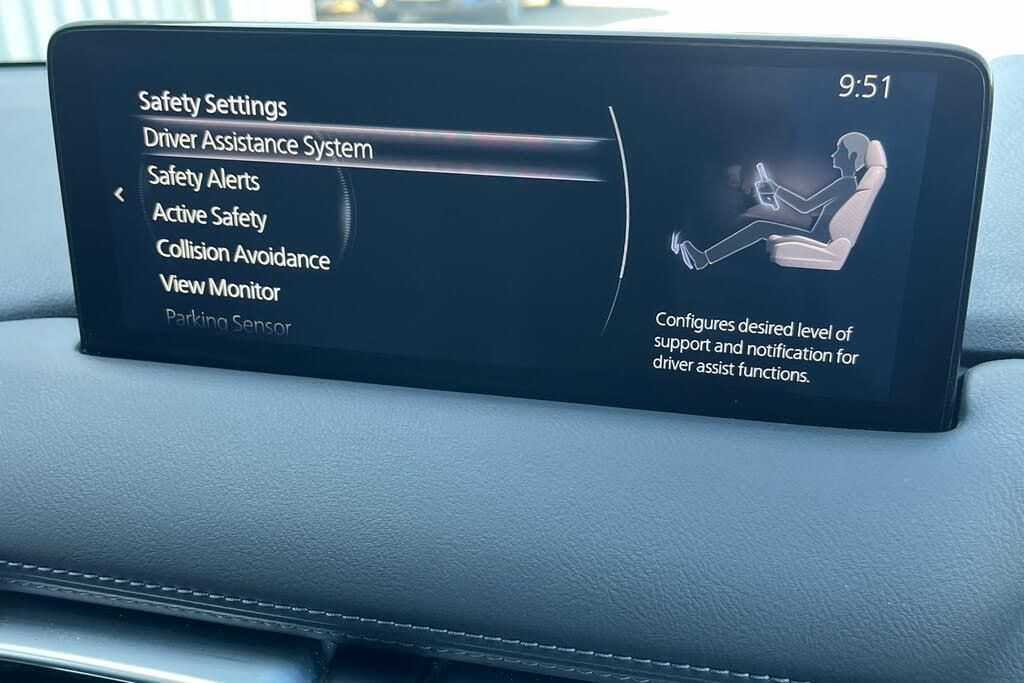 9:51
Safety Settings
Driver Assistance System
Safety Alerts
Active Safety
Collision Avoidance
View Monitor
Parking Sensor
Configures desired level of
support and notification for
driver assist functions.